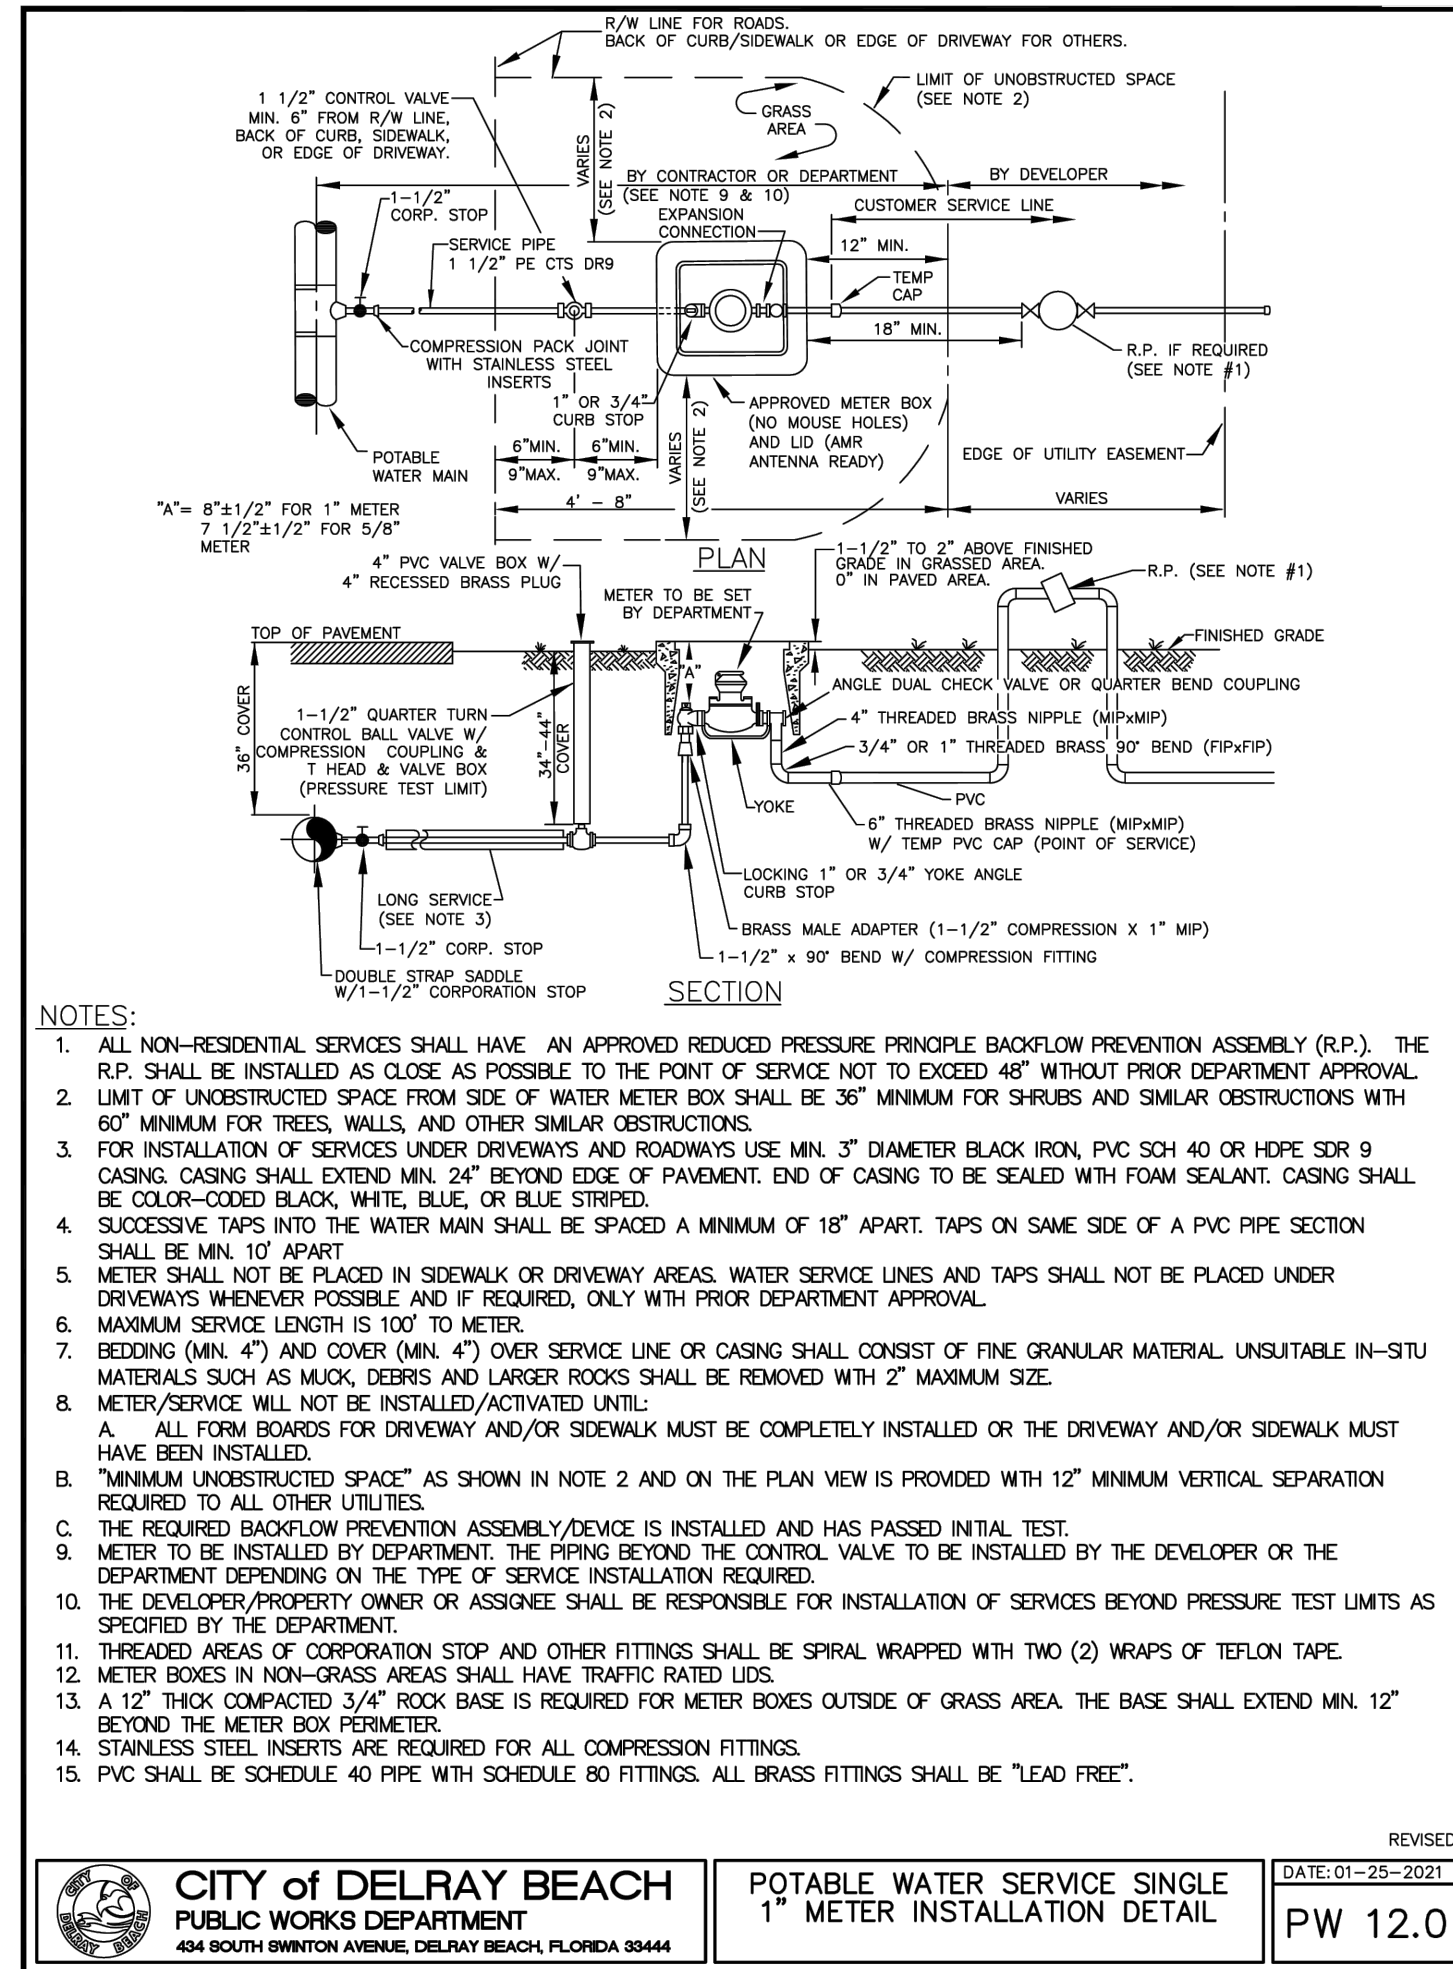 R/W LINE FOR ROADS.
BACK OF CURB/SIDEWALK OR EDGE OF DRIVEWAY FOR OTHERS.
1 1/2" CONTROL VALVE
MIN. 6" FROM R/W LINE,
BACK OF CURB, SIDEWALK,
OR EDGE OF DRIVEWAY.
LIMIT OF UNOBSTRUCTED SPACE
(SEE NOTE 2)
GRASS
AREA
VARIES
(SEE NOTE 2)
BY CONTRACTOR OR DEPARTMENT
(SEE NOTE 9 & 10)
BY DEVELOPER
1-1/2"
CORP. STOP
EXPANSION
CONNECTION
CUSTOMER SERVICE LINE
SERVICE PIPE
1 1/2" PE CTS DR9
12" MIN.
TEMP
CAP
18" MIN.
COMPRESSION PACK JOINT
WITH STAINLESS STEEL
INSERTS
R.P. IF REQUIRED
(SEE NOTE #1)
1" OR 3/4"
CURB STOP
APPROVED METER BOX
(NO MOUSE HOLES)
AND LID (AMR
ANTENNA READY)
VARIES
(SEE NOTE 2)
6"MIN.
9"MAX.
6"MIN.
9"MAX.
POTABLE
WATER MAIN
EDGE OF UTILITY EASEMENT
4' - 8"
VARIES
"A"= 8"±1/2" FOR 1" METER
7 1/2"±1/2" FOR 5/8"
METER
PLAN
4" PVC VALVE BOX W/
4" RECESSED BRASS PLUG
1-1/2" TO 2" ABOVE FINISHED
GRADE IN GRASSED AREA.
0" IN PAVED AREA.
R.P. (SEE NOTE #1)
METER TO BE SET
BY DEPARTMENT
TOP OF PAVEMENT
FINISHED GRADE
"A"
ANGLE DUAL CHECK VALVE OR QUARTER BEND COUPLING
36" COVER
1-1/2" QUARTER TURN
CONTROL BALL VALVE W/
COMPRESSION COUPLING &
T HEAD & VALVE BOX
(PRESSURE TEST LIMIT)
34"-44"
COVER
4" THREADED BRASS NIPPLE (MIPxMIP)
3/4" OR 1" THREADED BRASS 90° BEND (FIPxFIP)
YOKE
PVC
6" THREADED BRASS NIPPLE (MIPxMIP)
W/ TEMP PVC CAP (POINT OF SERVICE)
LOCKING 1" OR 3/4" YOKE ANGLE
CURB STOP
LONG SERVICE
(SEE NOTE 3)
BRASS MALE ADAPTER (1-1/2" COMPRESSION X 1" MIP)
1-1/2" CORP. STOP
1-1/2" x 90° BEND W/ COMPRESSION FITTING
DOUBLE STRAP SADDLE
W/1-1/2" CORPORATION STOP
SECTION
NOTES:
1. ALL NON-RESIDENTIAL SERVICES SHALL HAVE AN APPROVED REDUCED PRESSURE PRINCIPLE BACKFLOW PREVENTION ASSEMBLY (R.P.). THE
R.P. SHALL BE INSTALLED AS CLOSE AS POSSIBLE TO THE POINT OF SERVICE NOT TO EXCEED 48" WITHOUT PRIOR DEPARTMENT APPROVAL.
2. LIMIT OF UNOBSTRUCTED SPACE FROM SIDE OF WATER METER BOX SHALL BE 36" MINIMUM FOR SHRUBS AND SIMILAR OBSTRUCTIONS WITH
60" MINIMUM FOR TREES, WALLS, AND OTHER SIMILAR OBSTRUCTIONS.
3. FOR INSTALLATION OF SERVICES UNDER DRIVEWAYS AND ROADWAYS USE MIN. 3" DIAMETER BLACK IRON, PVC SCH 40 OR HDPE SDR 9
CASING. CASING SHALL EXTEND MIN. 24" BEYOND EDGE OF PAVEMENT. END OF CASING TO BE SEALED WITH FOAM SEALANT. CASING SHALL
BE COLOR-CODED BLACK, WHITE, BLUE, OR BLUE STRIPED.
4. SUCCESSIVE TAPS INTO THE WATER MAIN SHALL BE SPACED A MINIMUM OF 18" APART. TAPS ON SAME SIDE OF A PVC PIPE SECTION
SHALL BE MIN. 10' APART
5. METER SHALL NOT BE PLACED IN SIDEWALK OR DRIVEWAY AREAS. WATER SERVICE LINES AND TAPS SHALL NOT BE PLACED UNDER
DRIVEWAYS WHENEVER POSSIBLE AND IF REQUIRED, ONLY WITH PRIOR DEPARTMENT APPROVAL.
6. MAXIMUM SERVICE LENGTH IS 100' TO METER.
7. BEDDING (MIN. 4") AND COVER (MIN. 4") OVER SERVICE LINE OR CASING SHALL CONSIST OF FINE GRANULAR MATERIAL. UNSUITABLE IN-SITU
MATERIALS SUCH AS MUCK, DEBRIS AND LARGER ROCKS SHALL BE REMOVED WITH 2" MAXIMUM SIZE.
8. METER/SERVICE WILL NOT BE INSTALLED/ACTIVATED UNTIL:
A. ALL FORM BOARDS FOR DRIVEWAY AND/OR SIDEWALK MUST BE COMPLETELY INSTALLED OR THE DRIVEWAY AND/OR SIDEWALK MUST
HAVE BEEN INSTALLED.
B. "MINIMUM UNOBSTRUCTED SPACE" AS SHOWN IN NOTE 2 AND ON THE PLAN VIEW IS PROVIDED WITH 12" MINIMUM VERTICAL SEPARATION
REQUIRED TO ALL OTHER UTILITIES.
C. THE REQUIRED BACKFLOW PREVENTION ASSEMBLY/DEVICE IS INSTALLED AND HAS PASSED INITIAL TEST.
9. METER TO BE INSTALLED BY DEPARTMENT. THE PIPING BEYOND THE CONTROL VALVE TO BE INSTALLED BY THE DEVELOPER OR THE
DEPARTMENT DEPENDING ON THE TYPE OF SERVICE INSTALLATION REQUIRED.
10. THE DEVELOPER/PROPERTY OWNER OR ASSIGNEE SHALL BE RESPONSIBLE FOR INSTALLATION OF SERVICES BEYOND PRESSURE TEST LIMITS AS
SPECIFIED BY THE DEPARTMENT.
11. THREADED AREAS OF CORPORATION STOP AND OTHER FITTINGS SHALL BE SPIRAL WRAPPED WITH TWO (2) WRAPS OF TEFLON TAPE.
12. METER BOXES IN NON-GRASS AREAS SHALL HAVE TRAFFIC RATED LIDS.
13. A 12" THICK COMPACTED 3/4" ROCK BASE IS REQUIRED FOR METER BOXES OUTSIDE OF GRASS AREA. THE BASE SHALL EXTEND MIN. 12"
BEYOND THE METER BOX PERIMETER.
14. STAINLESS STEEL INSERTS ARE REQUIRED FOR ALL COMPRESSION FITTINGS.
15. PVC SHALL BE SCHEDULE 40 PIPE WITH SCHEDULE 80 FITTINGS. ALL BRASS FITTINGS SHALL BE "LEAD FREE".
REVISED
CITY OF DELRAY BEACH
CITY of DELRAY BEACH
PUBLIC WORKS DEPARTMENT
434 SOUTH SWINTON AVENUE, DELRAY BEACH, FLORIDA 33444
POTABLE WATER SERVICE SINGLE
1" METER INSTALLATION DETAIL
DATE: 01-25-2021
PW 12.0